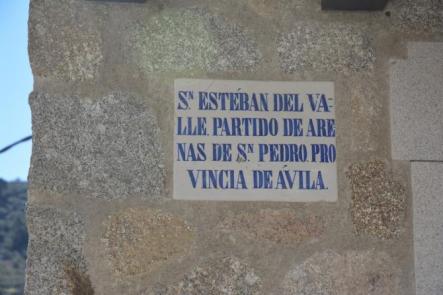 Sⁿ ESTÉBAN DEL VA-
LLE. PARTIDO DE ARE
NAS DE Sⁿ PEDRO. PRO
VINCIA DE ÁVILA.